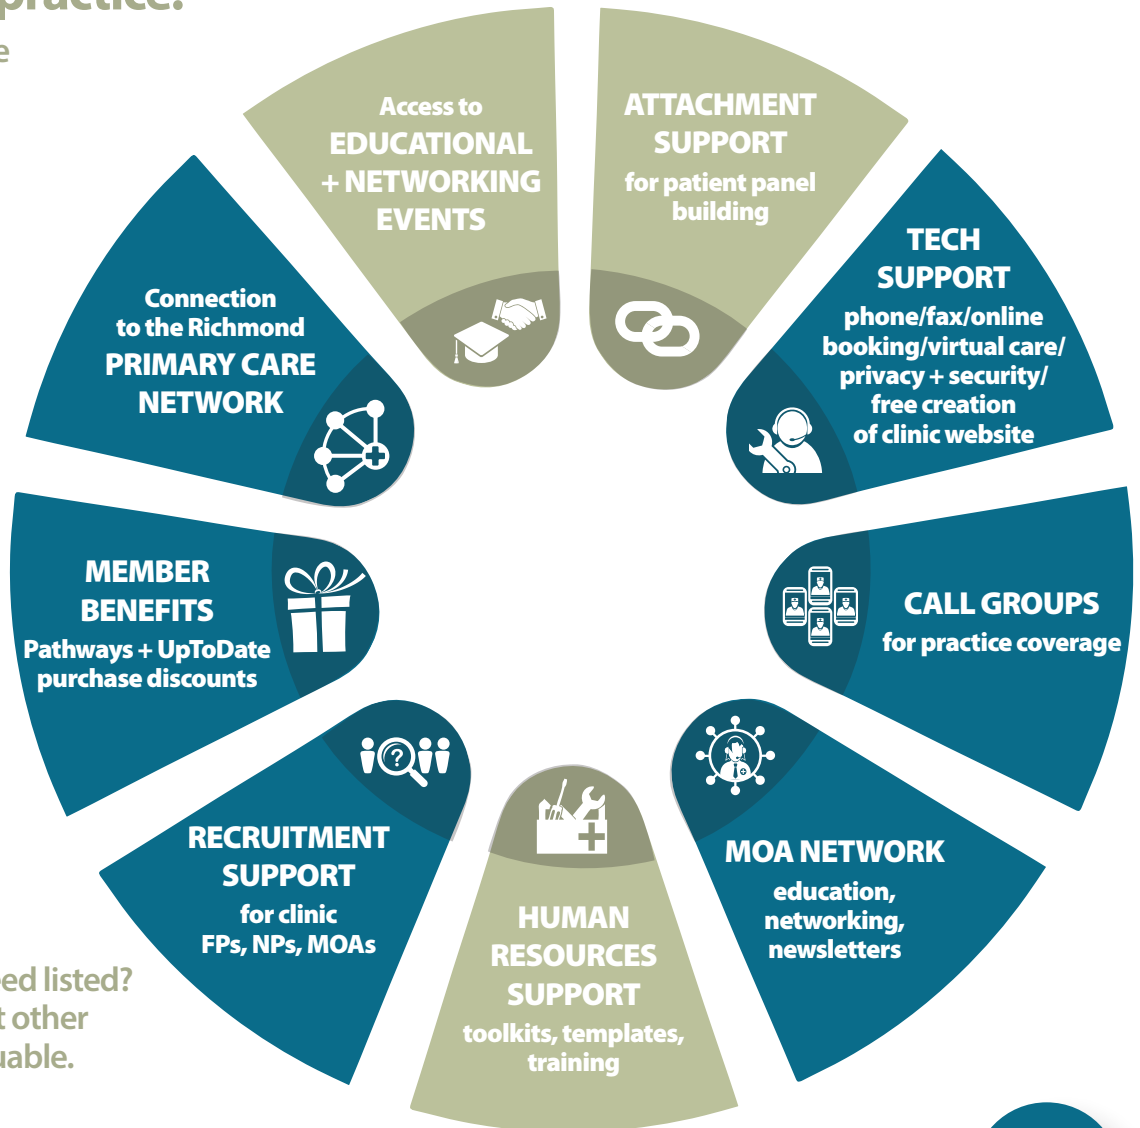 practice.
e
Access to
EDUCATIONAL
+ NETWORKING
EVENTS
ATTACHMENT
SUPPORT
for patient panel
building
TECH
SUPPORT
phone/fax/online
booking/virtual care/
privacy + security/
free creation
of clinic website
CALL GROUPS
for practice coverage
MOA NETWORK
education,
networking,
newsletters
HUMAN
RESOURCES
SUPPORT
toolkits, templates,
training
RECRUITMENT
SUPPORT
for clinic
FPs, NPs, MOAs
MEMBER
BENEFITS
Pathways + UpToDate
purchase discounts
Connection
to the Richmond
PRIMARY CARE
NETWORK
?
eed listed?
t other
uable.